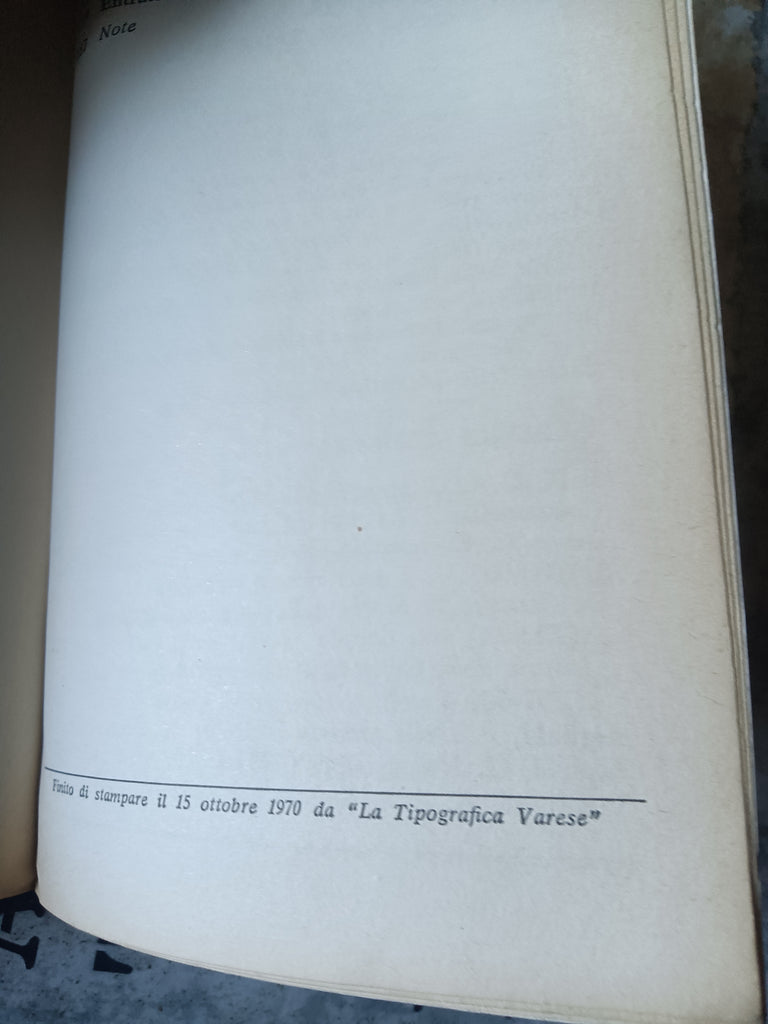 Note
Finito di stampare il 15 ottobre 1970 da "La Tipografica Varese"